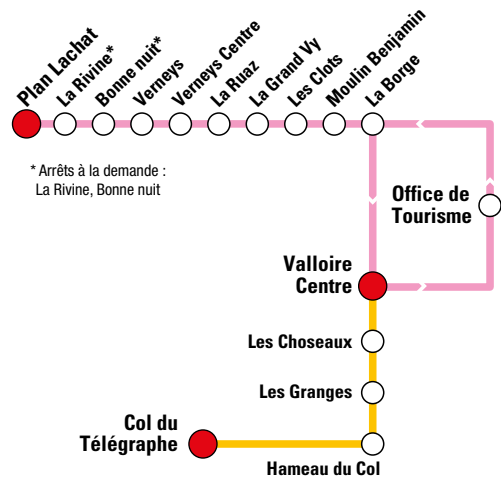 Plan Lachat
La Rivine*
Bonne nuit*
Verneys
Verneys Centre
La Ruaz
La Grand Vy
Les Clots
Moulin Benjamin
La Borge
* Arrêts à la demande :
La Rivine, Bonne nuit
Office de
Tourisme
Valloire
Centre
Les Choseaux
Les Granges
Col du
Télégraphe
Hameau du Col